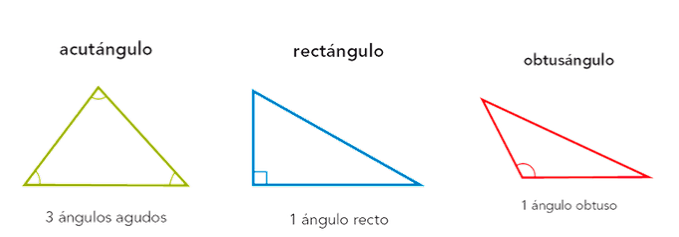 acutángulo
rectángulo
obtusángulo
3 ángulos agudos
1 ángulo recto
1 ángulo obtuso